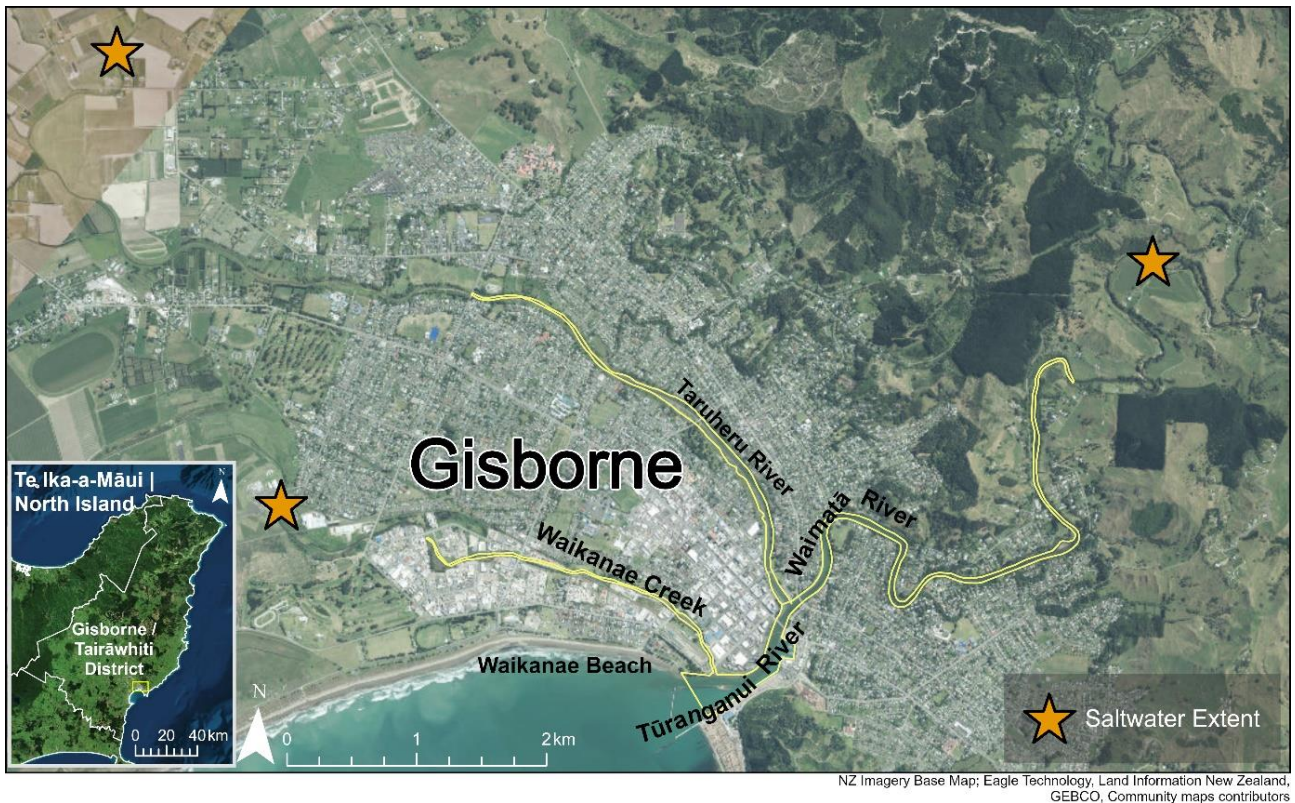 Gisborne
Taruheru River
Waimatā River
Waikanae Creek
Waikanae Beach
Tūranganui River
Te Ika-a-Māui |
North Island
N
Gisborne /
Tairāwhiti
District
0 20 40 km
N
0 2 km
Saltwater Extent
NZ Imagery Base Map; Eagle Technology, Land Information New Zealand,
GEBCO, Community maps contributors